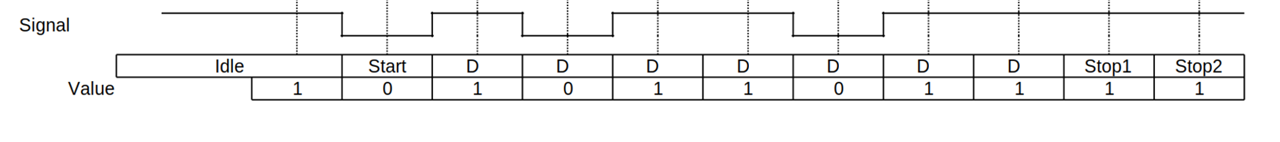 Signal
Idle Start D D D D D D D Stop1 Stop2
Value 1 0 1 0 1 1 0 1 1 1 1